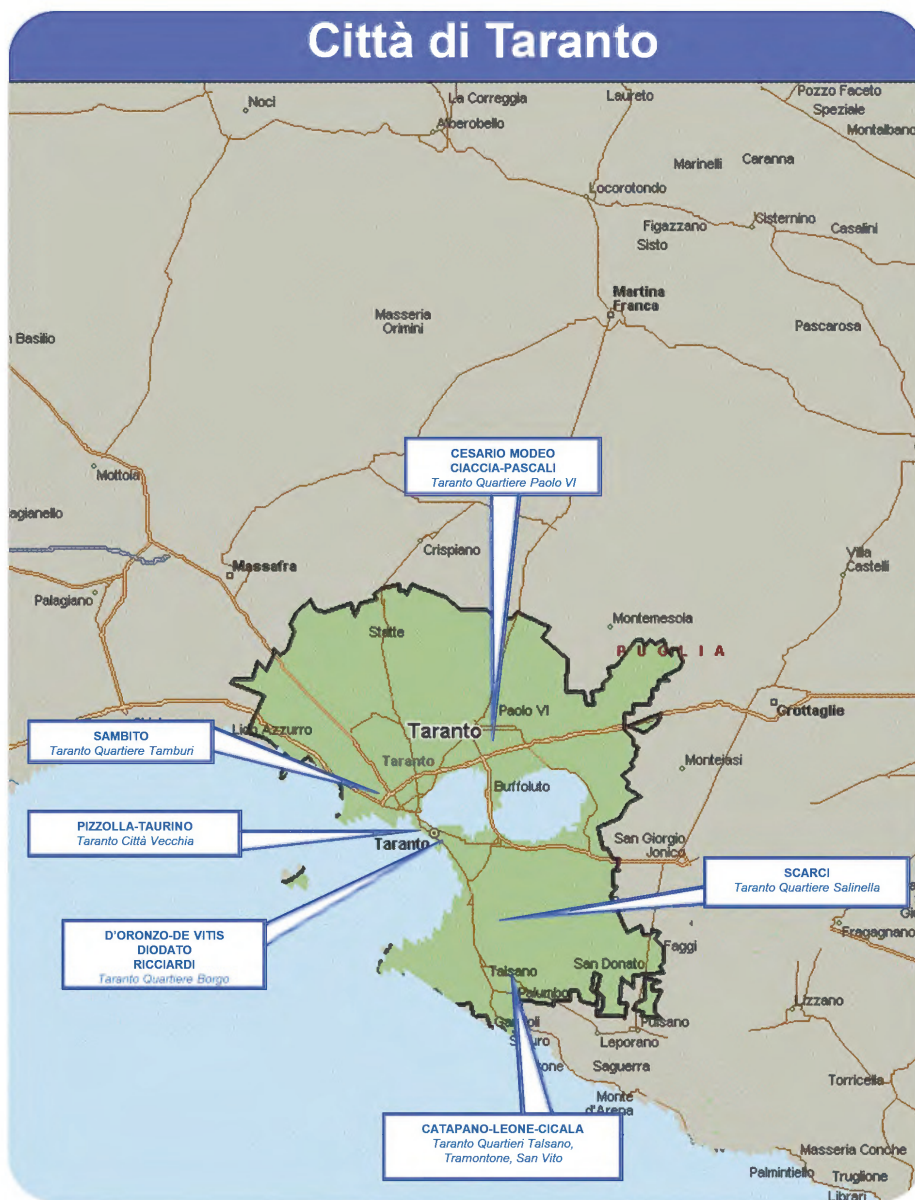 Città di Taranto
Noci
La Correggia
Laureto
Pozzo Faceto
Speziale
Montalbano
Alberobello
Marinelli
Caranna
Locorotondo
Figazzano
Sisto
Cisternino
Casalini
Martina
Franca
Masseria
Orimini
Pascarosa
Basilio
CESARIO MODEO
CIACCIA-PASCALI
Taranto Quartiere Paolo VI
Mottola
agianello
Crispiano
Massafra
Villa
Castelli
Palagiano
Statte
Montemesola
PUGLIA
Paolo VI
Grottaglie
Lido Azzurro
Taranto
SAMBITO
Taranto Quartiere Tamburi
Taranto
Monteiasi
Buffoluto
PIZZOLLA-TAURINO
Taranto Città Vecchia
Taranto
San Giorgio
Jonico
SCARCI
Taranto Quartiere Salinella
D'ORONZO-DE VITIS
DIODATO
RICCIARDI
Taranto Quartiere Borgo
Fragagnano
Faggi
Talsano
San Donato
Palumbo
Lizzano
Pulsano
Leporano
Saguerra
Torricella
Monte
d'Arena
CATAPANO-LEONE-CICALA
Taranto Quartieri Talsano,
Tramontone, San Vito
Masseria Conche
Palmintiello
Truglione
Librari